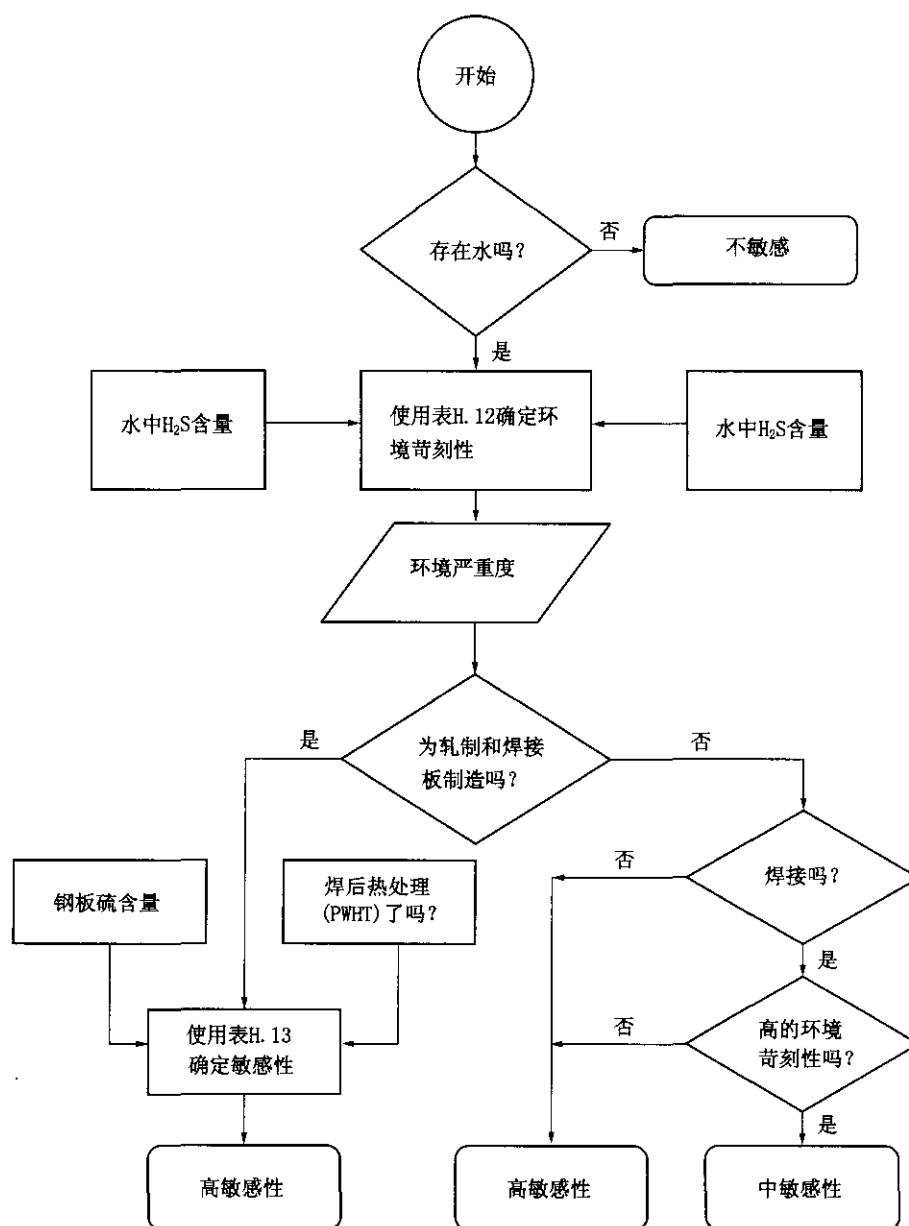 开始
存在水吗?
否
不敏感
是
水中H₂S含量
使用表H.12确定环
境苛刻性
水中H₂S含量
环境严重度
是
为轧制和焊接
板制造吗?
否
钢板硫含量
焊后热处理
(PWHT)了吗?
否
焊接吗?
是
使用表H.13
确定敏感性
否
高的环境
苛刻性吗?
是
高敏感性
高敏感性
中敏感性